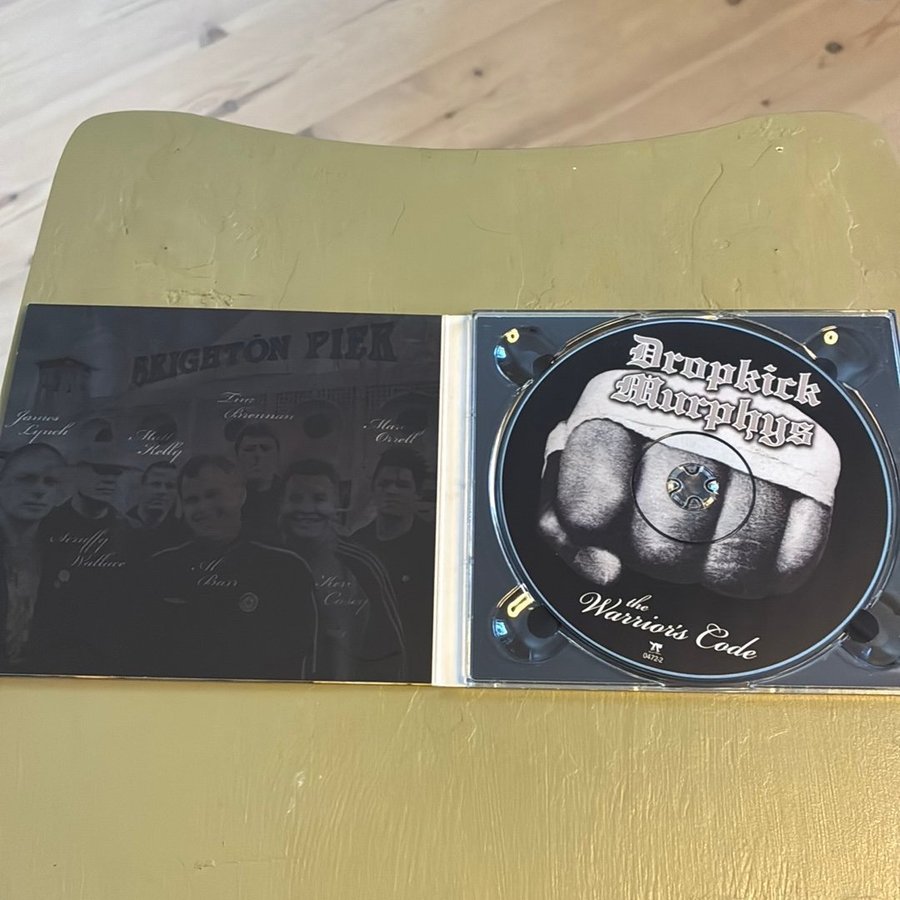 BRIGHTON PIER
James
Lynch
Matt
Kelly
Tim
Brennan
Marc
Orrell
Scruffy
Wallace
Al
Barr
Ken
Casey
Dropkick
Murphys
the
Warrior's Code
0472-2